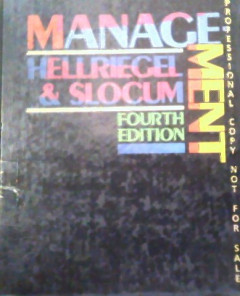 MANAGE
MENT
HELLRIEGEL
& SLOCUM
FOURTH
EDITION
PROFESSIONAL COPY NOT FOR SALE